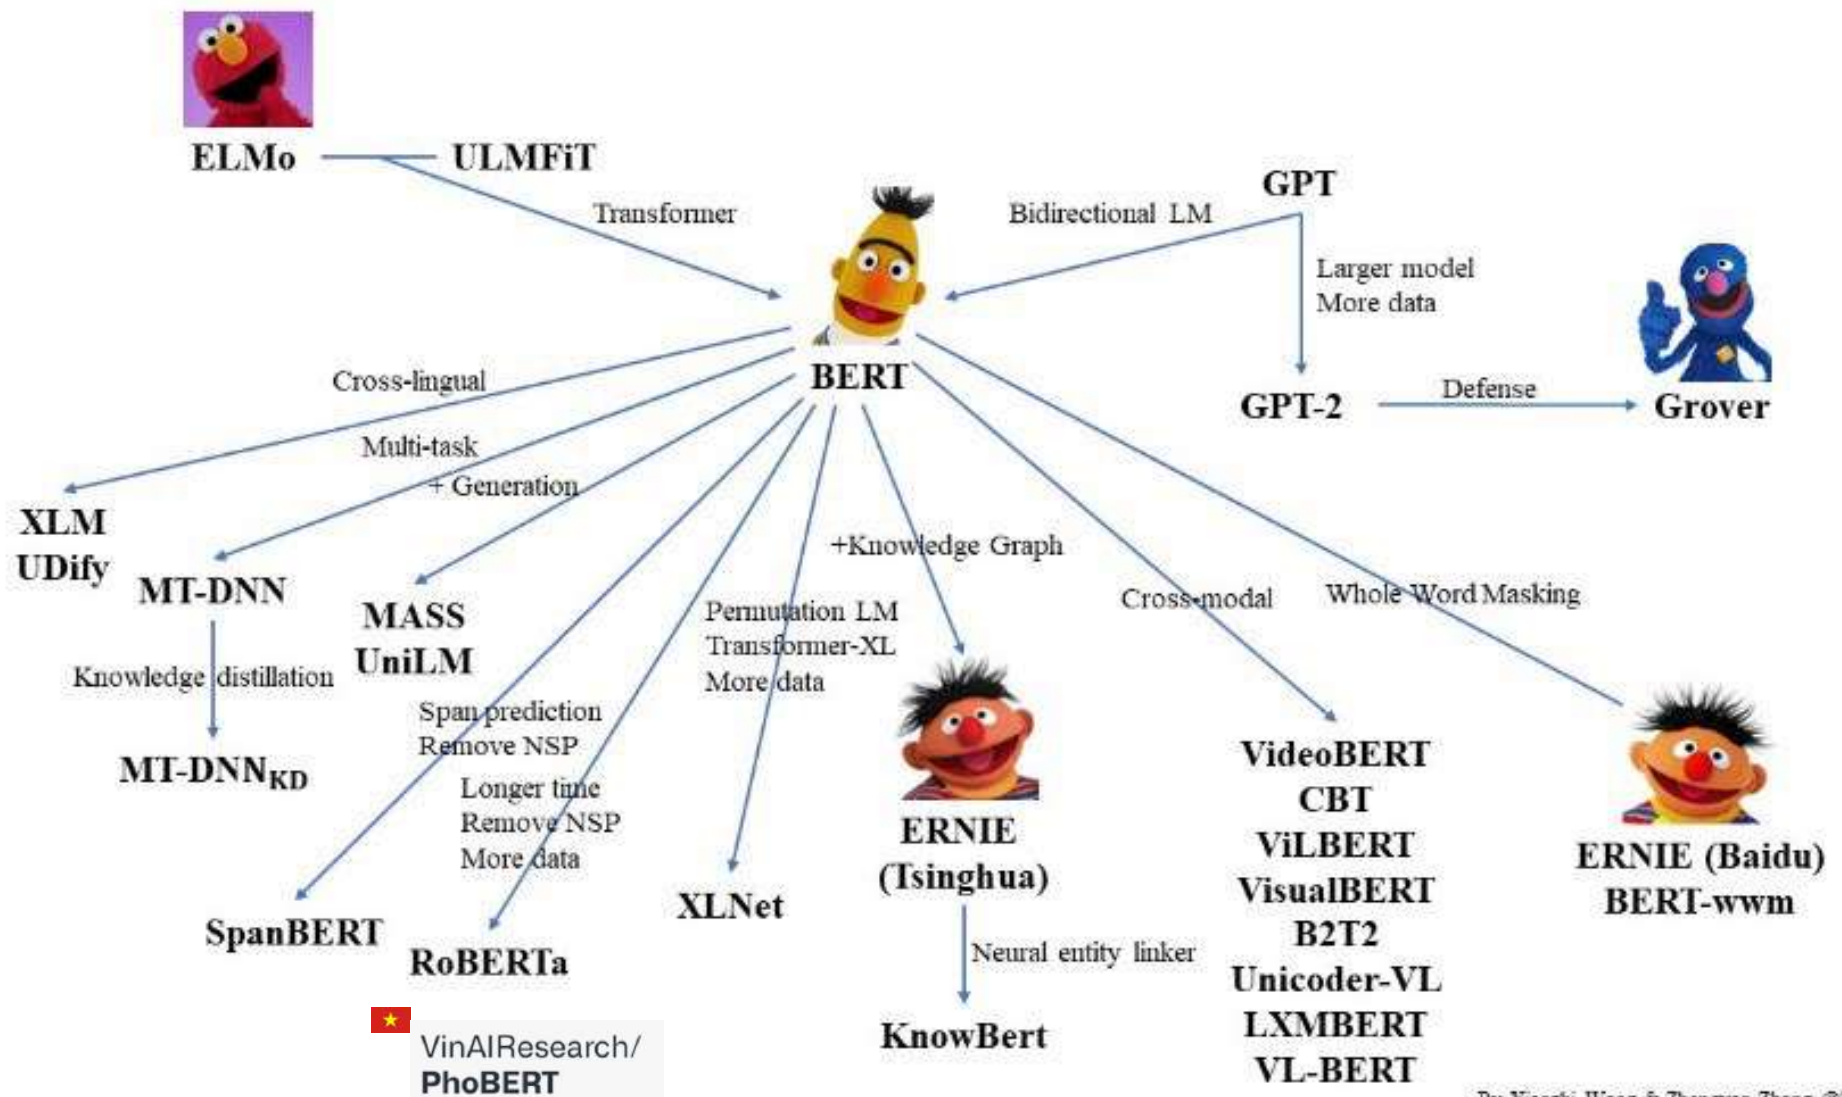 ELMo
ULMFiT
GPT
Transformer
Bidirectional LM
Larger model
More data
BERT
Cross-lingual
GPT-2
Defense
Grover
Multi-task
+ Generation
XLM
UDify
MT-DNN
MASS
UniLM
+Knowledge Graph
Cross-modal
Whole Word Masking
Permutation LM
Transformer-XL
More data
Knowledge distillation
Span prediction
Remove NSP
MT-DNNKD
Longer time
Remove NSP
More data
VideoBERT
CBT
ViLBERT
VisualBERT
B2T2
Unicoder-VL
LXMBERT
VL-BERT
ERNIE
(Tsinghua)
ERNIE (Baidu)
BERT-wwm
SpanBERT
RoBERTa
XLNet
Neural entity linker
KnowBert
VinAIResearch/
PhoBERT